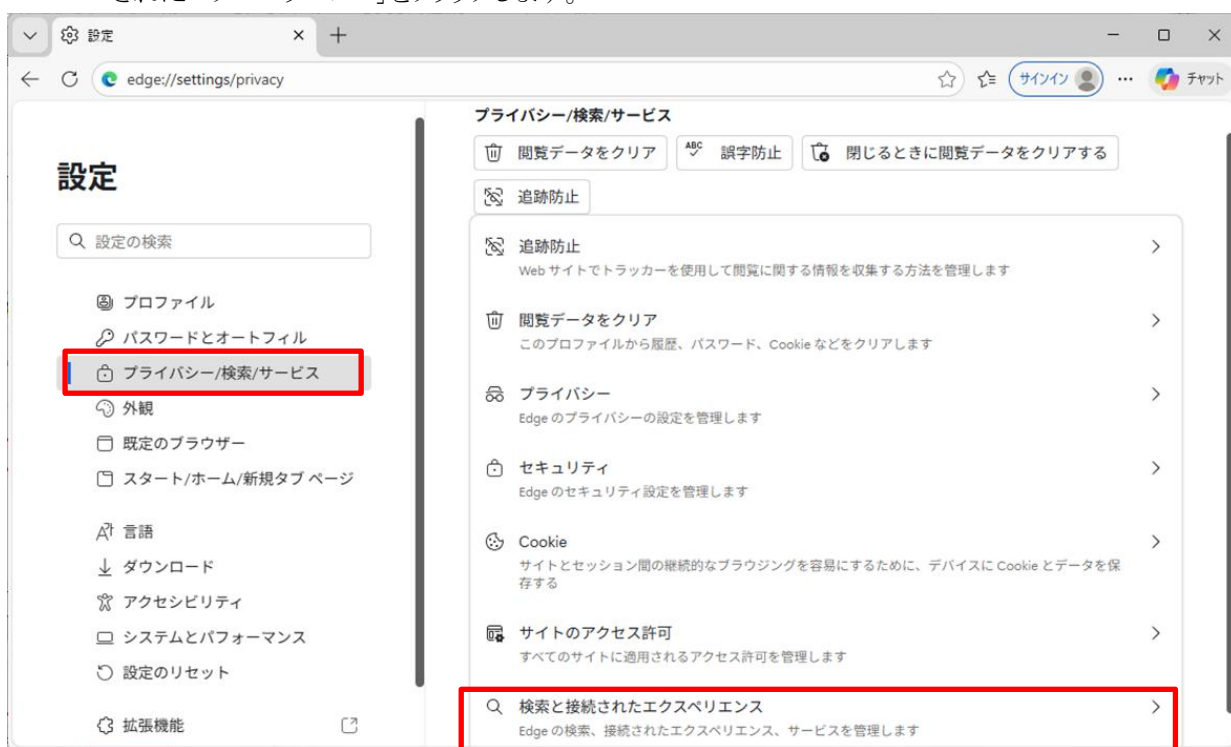 設定
edge://settings/privacy
サインイン
チャット
設定
設定の検索
プロファイル
パスワードとオートフィル
プライバシー/検索/サービス
外観
既定のブラウザー
スタート/ホーム/新規タブ ページ
言語
ダウンロード
アクセシビリティ
システムとパフォーマンス
設定のリセット
拡張機能
プライバシー/検索/サービス
閲覧データをクリア
ABC 誤字防止
閉じるときに閲覧データをクリアする
追跡防止
追跡防止
Web サイトでトラッカーを使用して閲覧に関する情報を収集する方法を管理します
閲覧データをクリア
このプロファイルから履歴、パスワード、Cookie などをクリアします
プライバシー
Edge のプライバシーの設定を管理します
セキュリティ
Edge のセキュリティ設定を管理します
Cookie
サイトとセッション間の継続的なブラウジングを容易にするために、デバイスに Cookie とデータを保
存する
サイトのアクセス許可
すべてのサイトに適用されるアクセス許可を管理します
検索と接続されたエクスペリエンス
Edge の検索、接続されたエクスペリエンス、サービスを管理します